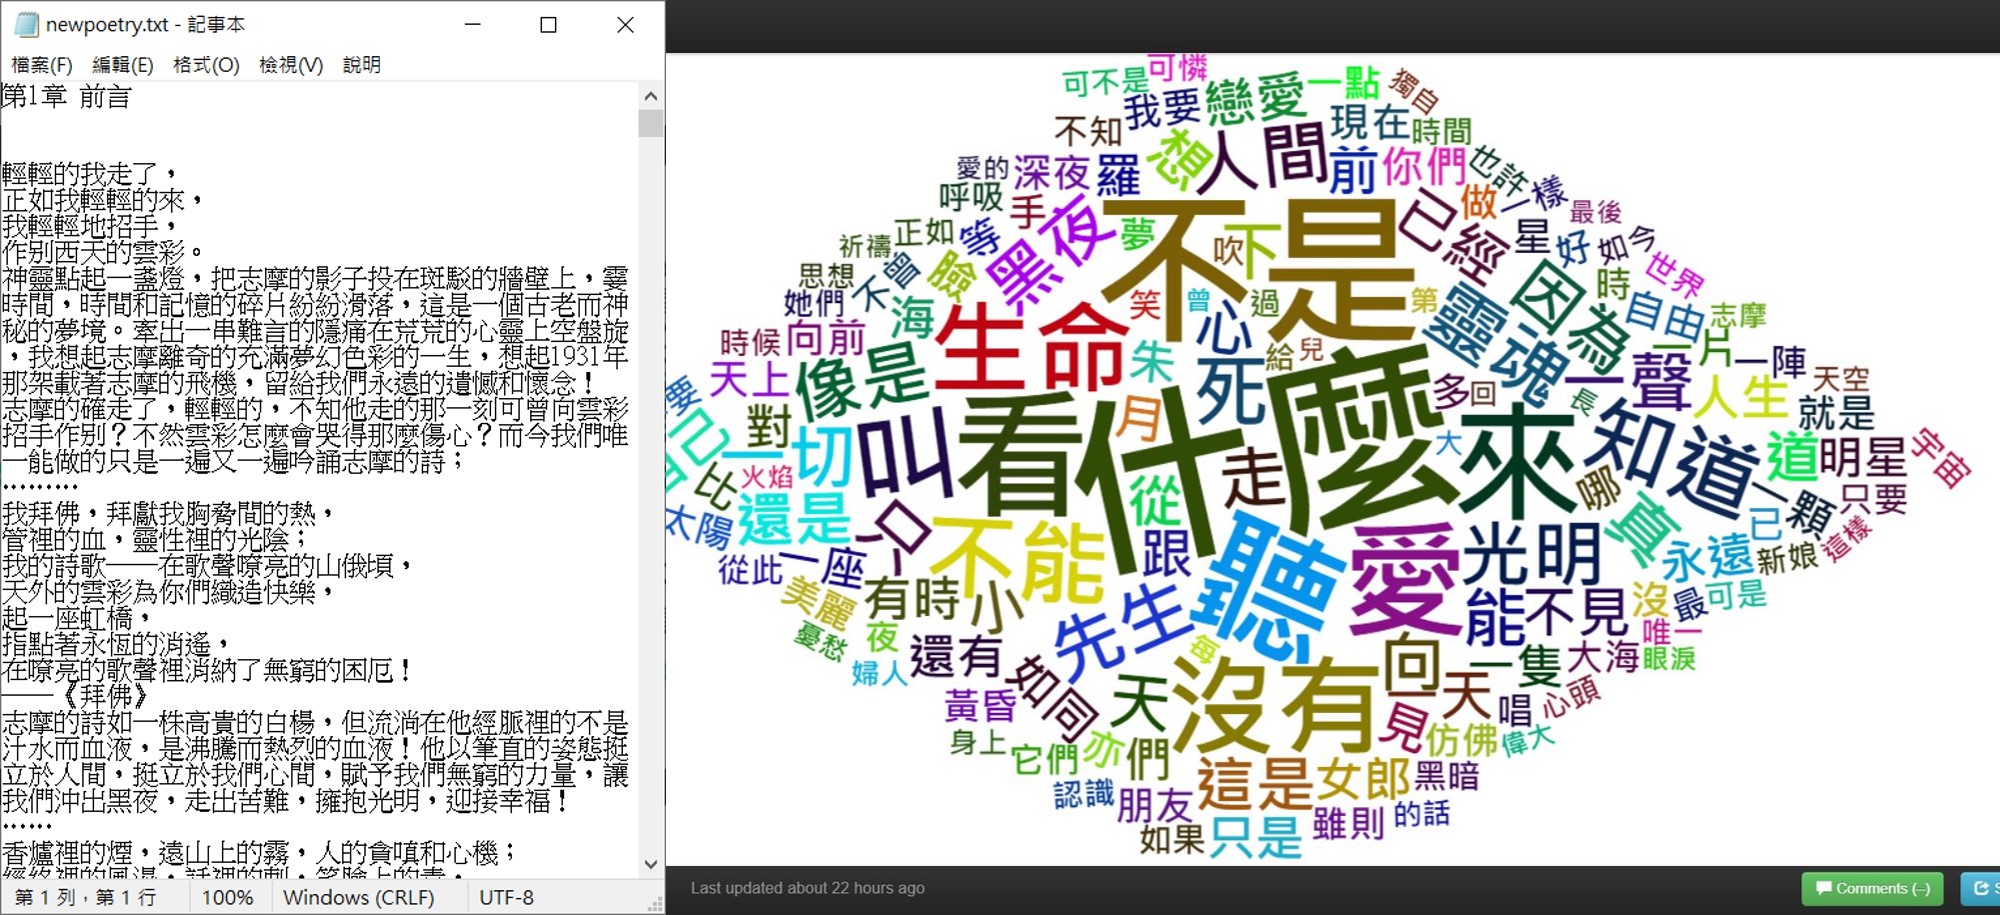 newpoetry.txt - 記事本
檔案(F) 編輯(E) 格式(O) 檢視(V) 說明
第1章 前言
輕輕的我走了，
正如我輕輕的來，
我輕輕地招手，
作別西天的雲彩。
神靈點起一盞燈，把志摩的影子投在斑駁的牆壁上，霎
時間，時間和記憶的碎片紛紛滑落，這是一個古老而神
秘的夢境。牽出一串難言的隱痛在荒荒的心靈上空盤旋
，我想起志摩離奇的充滿夢幻色彩的一生，想起1931年
那架載著志摩的飛機，留給我們永遠的遺憾和懷念！
志摩的確走了，輕輕的，不知他走的那一刻可曾向雲彩
招手作別？不然雲彩怎麼會哭得那麼傷心？而今我們唯
一能做的只是一遍又一遍吟誦志摩的詩；
………
我拜佛，拜獻我胸脅間的熱，
管裡的血，靈性裡的光陰；
我的詩歌——在歌聲嘹亮的山俄頃，
天外的雲彩為你們織造快樂，
起一座虹橋，
指點著永恆的消遙，
在嘹亮的歌聲裡消納了無窮的困厄！
——《拜佛》
志摩的詩如一株高貴的白楊，但流淌在他經脈裡的不是
汁水而血液，是沸騰而熱烈的血液！他以筆直的姿態挺
立於人間，挺立於我們心間，賦予我們無窮的力量，讓
我們沖出黑夜，走出苦難，擁抱光明，迎接幸福！
……
香爐裡的煙，遠山上的霧，人的貪嗔和心機；
第 1 列，第 1 行 100% Windows (CRLF) UTF-8
可不是
可憐
我要
戀愛
一點
獨自
不知
想
人間
現在
時間
愛的
深夜
羅
前
你們
也許
一樣
呼吸
手
黑夜
夢
不是
吹
下
已經
做
星
最後
祈禱
正如
等
好
如今
思想
不曾
臉
笑
曾
過
第
靈魂
因為
時
世界
她們
海
心
自由
志摩
時候
向前
生命
朱
給
兒
一片
一陣
天上
像是
死
多
回
長
一聲
人生
天空
要
對
月
就是
自己
一切
叫
看
什麼
大
來
知道
道
明星
宇宙
比
火焰
還是
只
從
走
哪
一顆
只要
太陽
不能
跟
聽
愛
光明
真
已
這樣
從此
一座
永遠
新娘
美麗
有時
小
先生
能
不見
沒
最
可是
憂愁
夜
還有
每
回
唯一
婦人
一隻
大海
眼淚
黃昏
如同
天
沒有
見
一天
唱
心頭
身上
它們
亦
們
仿佛
偉大
認識
朋友
這是
女郎
黑暗
如果
只是
雖則
的話
Last updated about 22 hours ago
Comments (–)